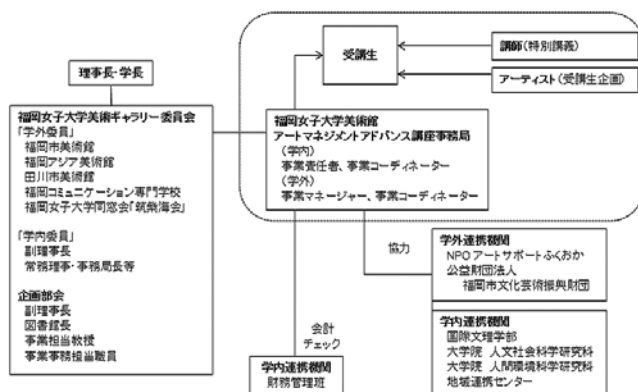 受講生
講師(特別講義)
アーティスト(受講生企画)
理事長・学長
福岡女子大学美術ギャラリー委員会
「学外委員」
福岡市美術館
福岡アジア美術館
田川市美術館
福岡コミュニケーション専門学校
福岡女子大学同窓会「筑紫海会」
「学内委員」
副理事長
常務理事・事務局長等
企画部会
副理事長
図書館長
事業担当教授
事業事務担当職員
福岡女子大学美術館
アートマネジメントアドバンス講座事務局
(学内)
事業責任者、事業コーディネーター
(学外)
事業マネージャー、事業コーディネーター
協力
学外連携機関
NPO アートサポートふくおか
公益財団法人
福岡市文化芸術振興財団
学内連携機関
国際文理学部
大学院 人文社会科学研究科
大学院 人間環境科学研究科
地域連携センター
会計
チェック
学内連携機関
財務管理班